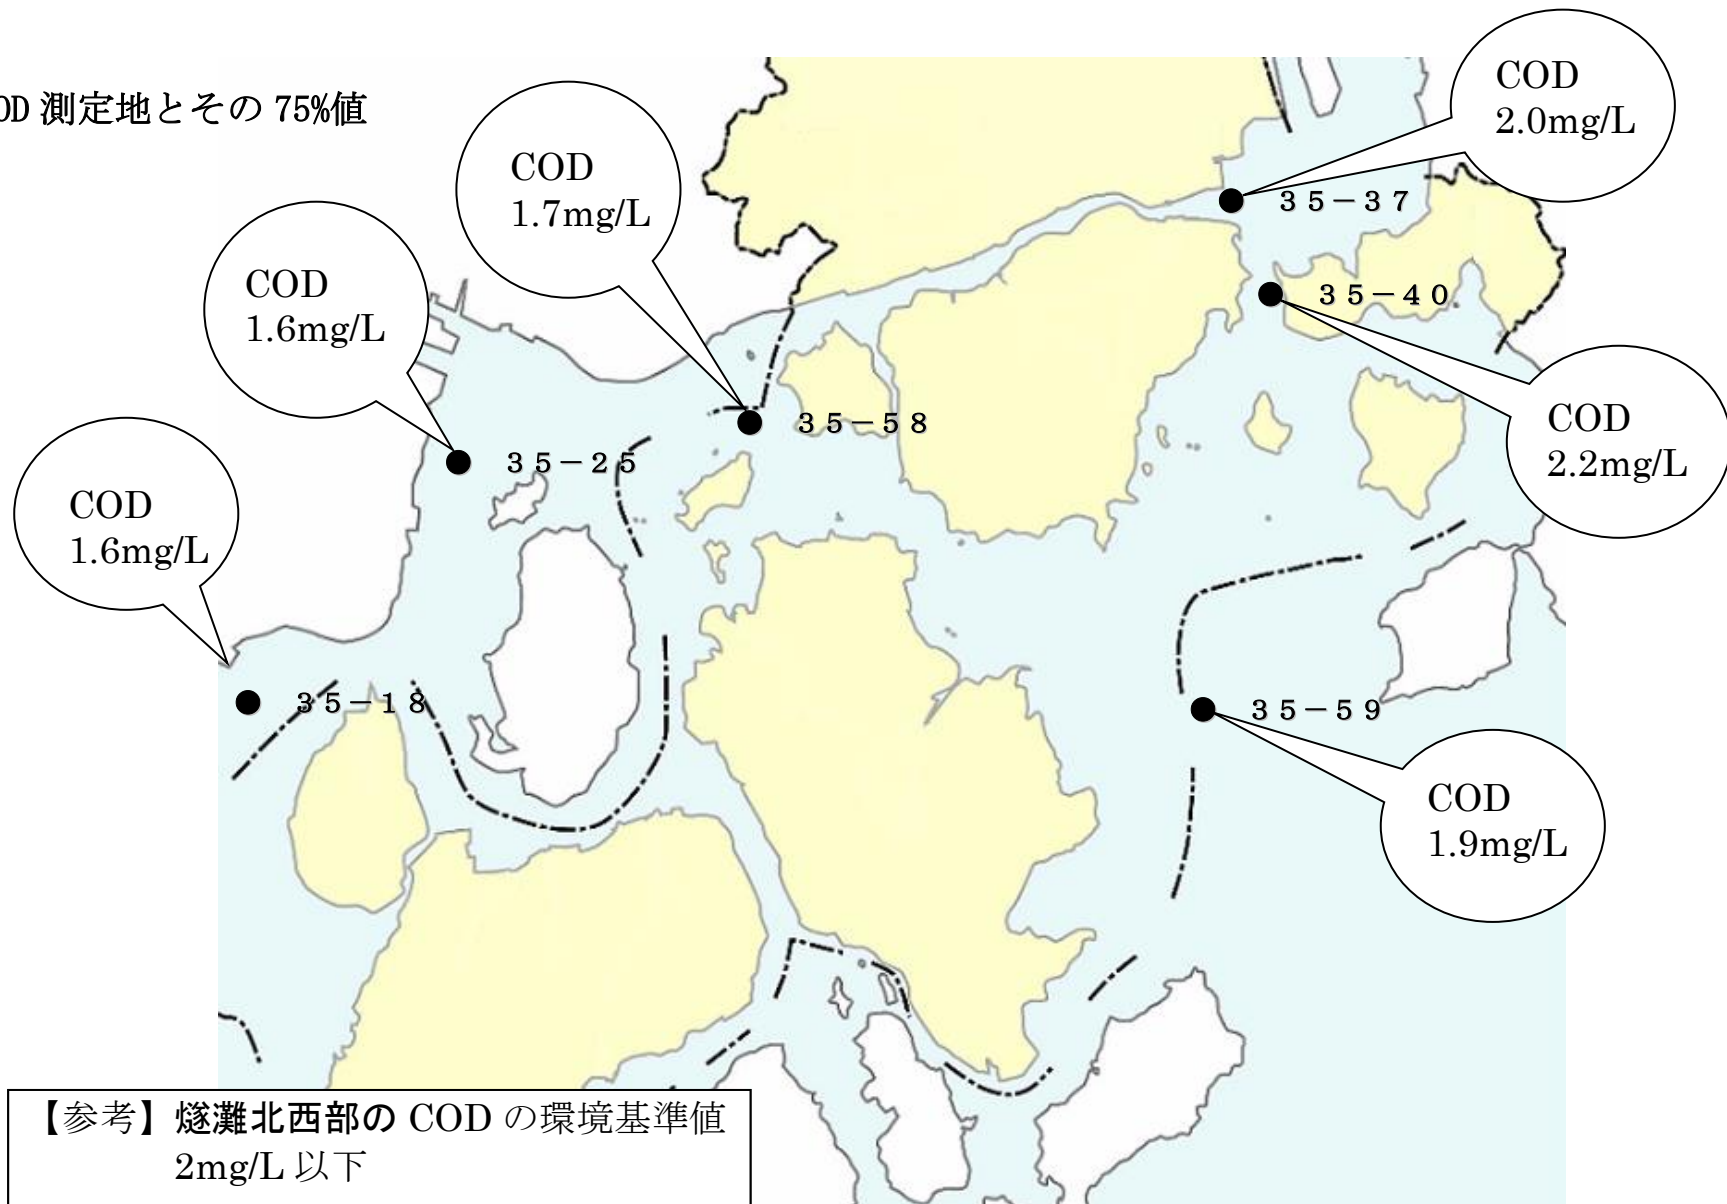 OD 測定地とその 75%値
COD
2.0mg/L
COD
1.7mg/L
35－37
COD
1.6mg/L
35－40
COD
2.2mg/L
35－58
35－25
COD
1.6mg/L
35－18
35－59
COD
1.9mg/L
【参考】燧灘北西部の COD の環境基準値
2mg/L 以下